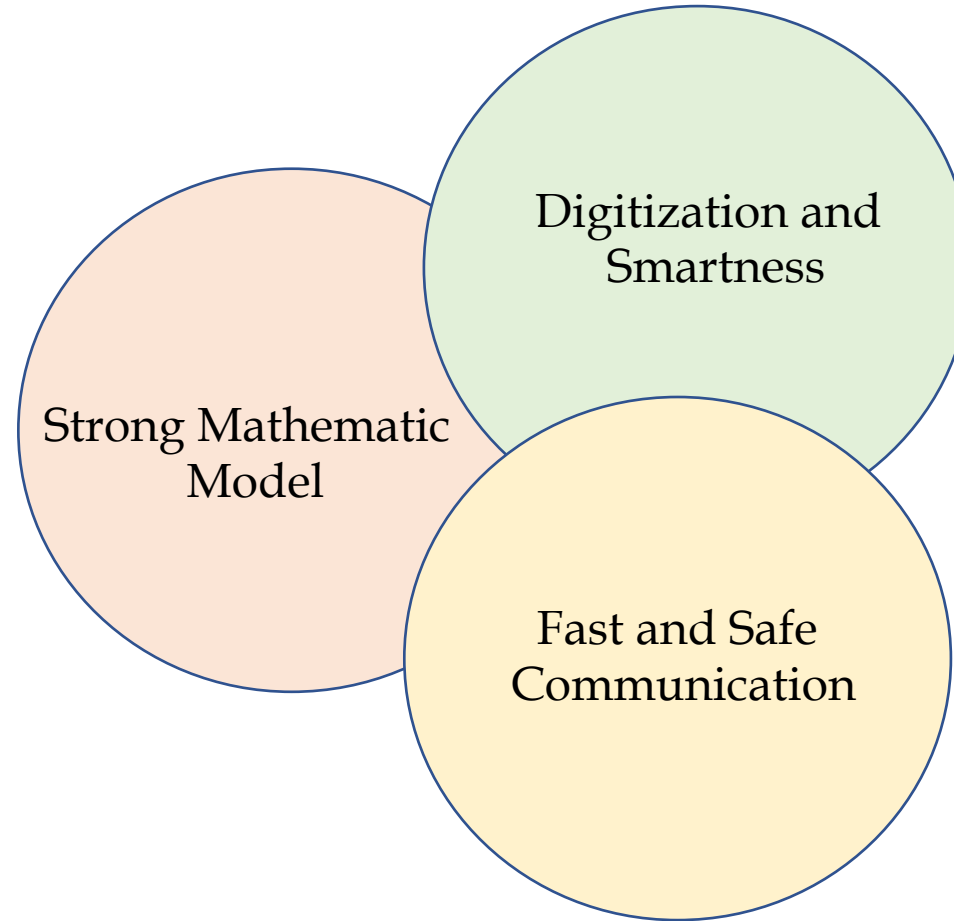 Digitization and
Smartness
Strong Mathematic
Model
Fast and Safe
Communication